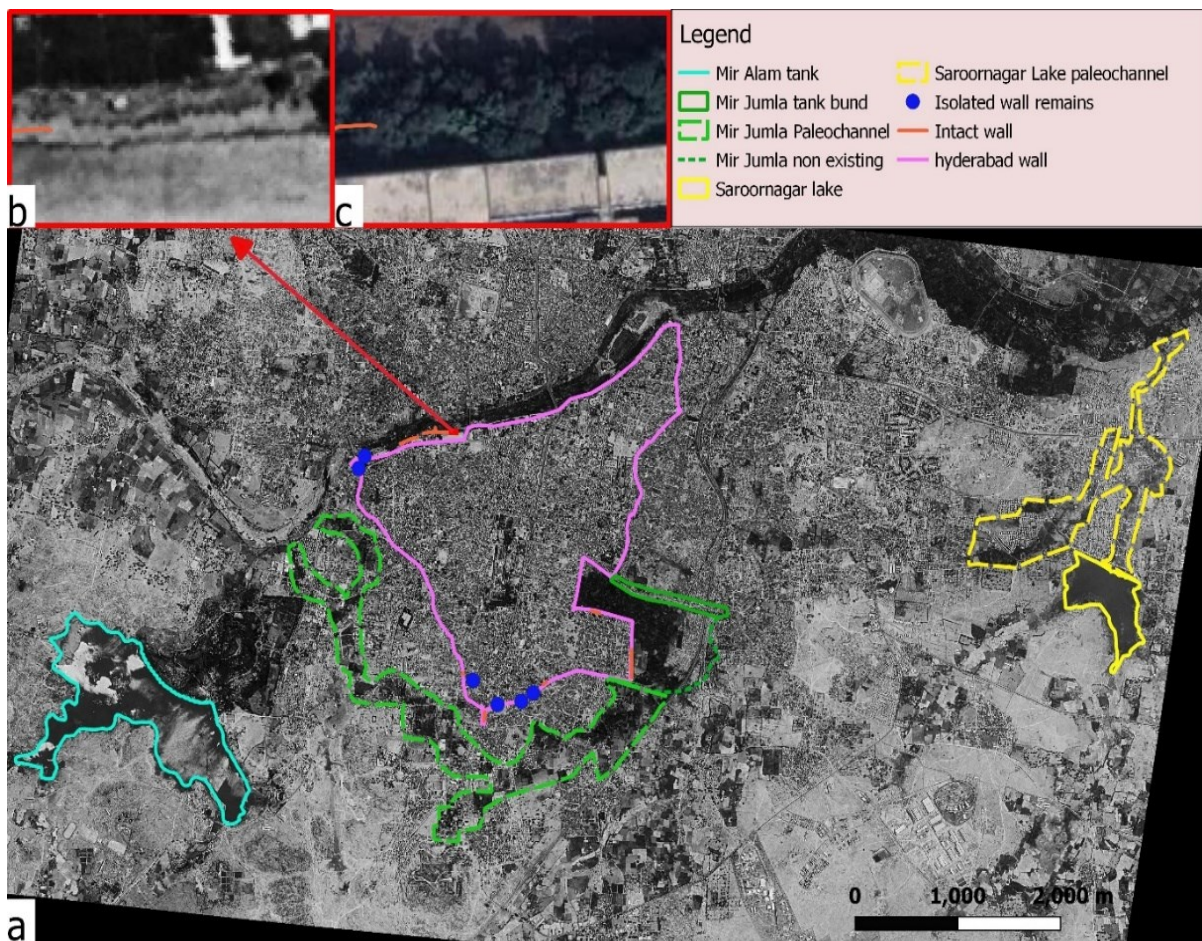 b
c
Legend
Mir Alam tank
Mir Jumla tank bund
Mir Jumla Paleochannel
Mir Jumla non existing
Saroornagar lake
Saroornagar Lake paleochannel
Isolated wall remains
Intact wall
hyderabad wall
a
0 1,000 2,000 m